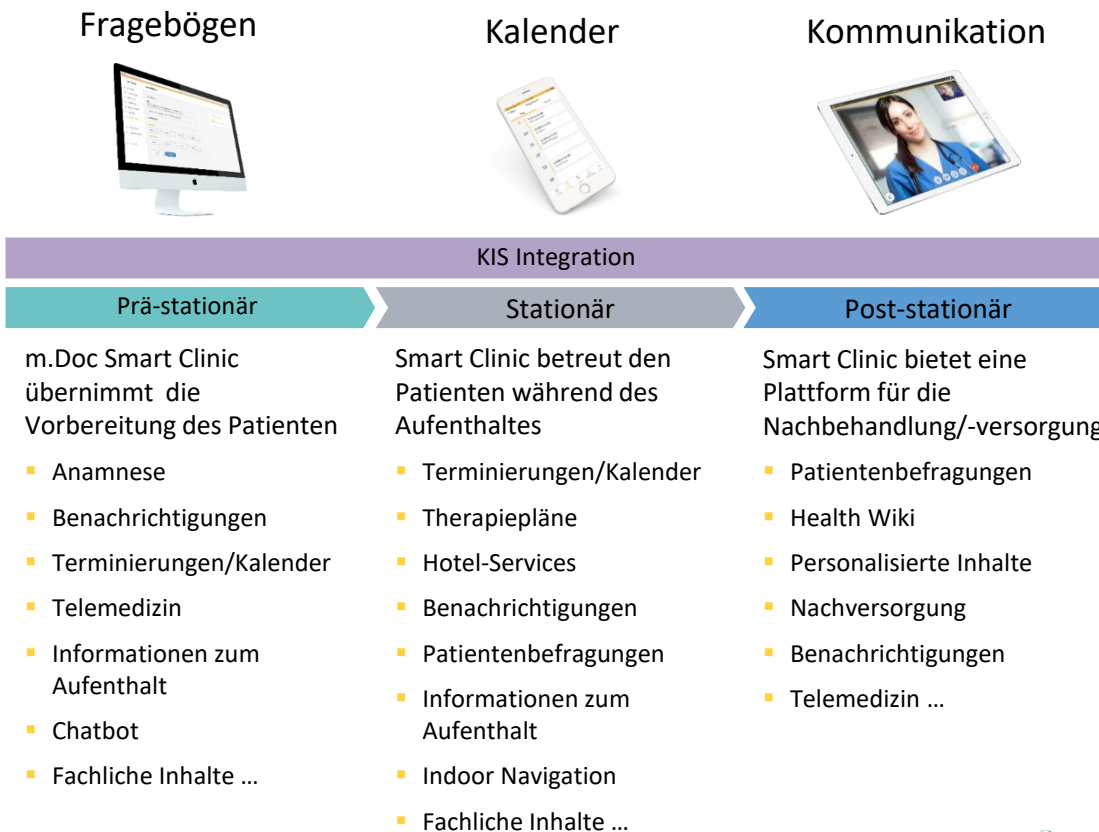 Fragebögen
Kalender
Kommunikation
KIS Integration
Prä-stationär
Stationär
Post-stationär
m.Doc Smart Clinic
übernimmt  die
Vorbereitung des Patienten
Anamnese
Benachrichtigungen
Terminierungen/Kalender
Telemedizin
Informationen zum
Aufenthalt
Chatbot
Fachliche Inhalte ...
Smart Clinic betreut den
Patienten während des
Aufenthaltes
Terminierungen/Kalender
Therapiepläne
Hotel-Services
Benachrichtigungen
Patientenbefragungen
Informationen zum
Aufenthalt
Indoor Navigation
Fachliche Inhalte ...
Smart Clinic bietet eine
Plattform für die
Nachbehandlung/-versorgung
Patientenbefragungen
Health Wiki
Personalisierte Inhalte
Nachversorgung
Benachrichtigungen
Telemedizin ...